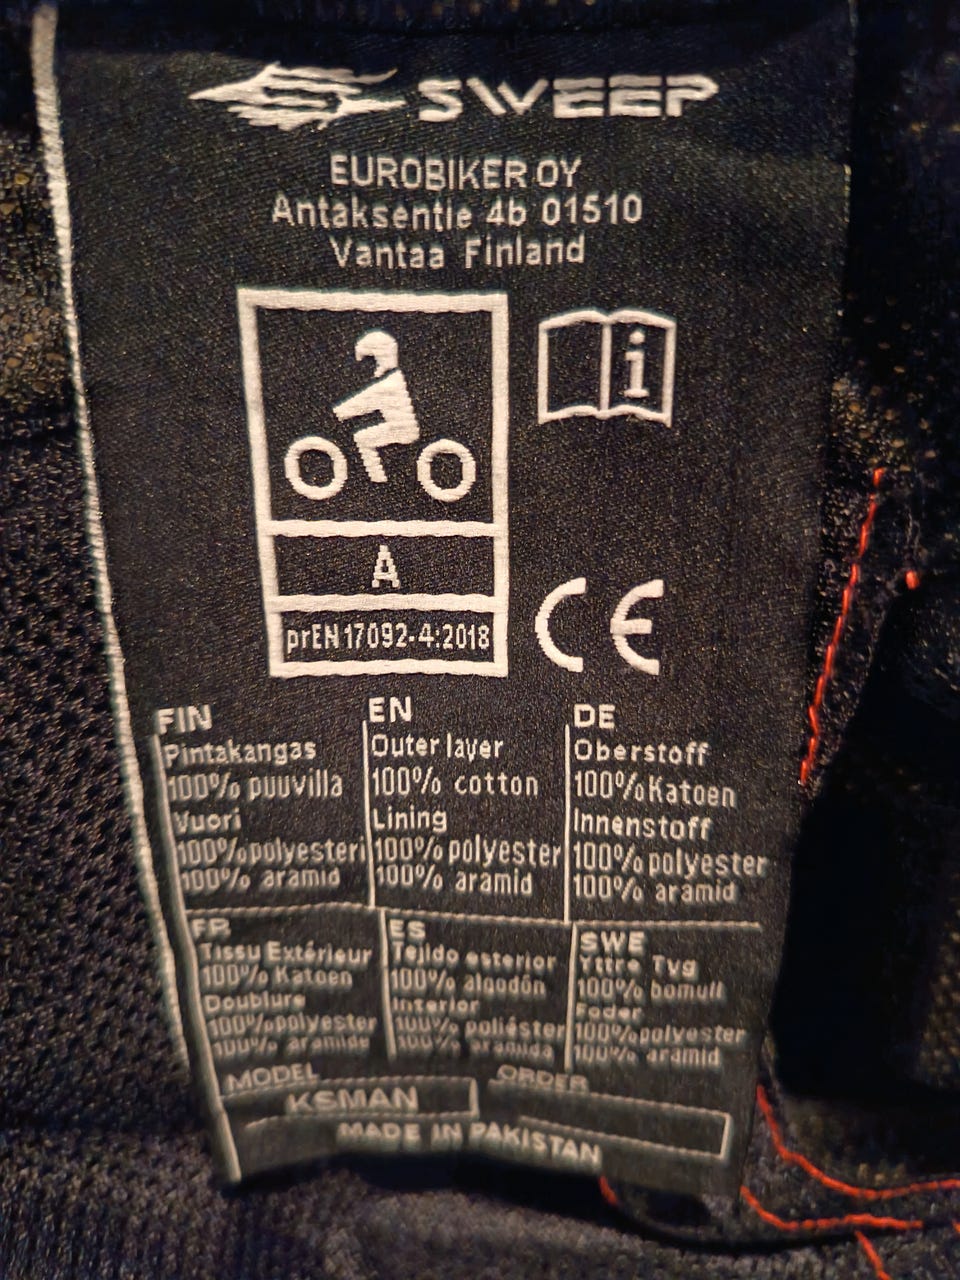 SWEEP
EUROBIKER OY
Antaksentie 4b 01510
Vantaa Finland
i
A
prEN 17092-4:2018
CE
FIN
Pintakangas
100% puuvilla
Vuori
100% polyesteri
100% aramid
EN
Outer layer
100% cotton
Lining
100% polyester
100% aramid
DE
Oberstoff
100% Katoen
Innenstoff
100% polyester
100% aramid
FR
Tissu Extérieur
100% Katoen
Doublure
100% polyester
100% aramide
ES
Tejido exterior
100% algodón
Interior
100% poliéster
100% aramida
SWE
Yttre Tyg
100% bomull
Foder
100% polyester
100% aramid
MODEL
KSMAN
ORDER
MADE IN PAKISTAN